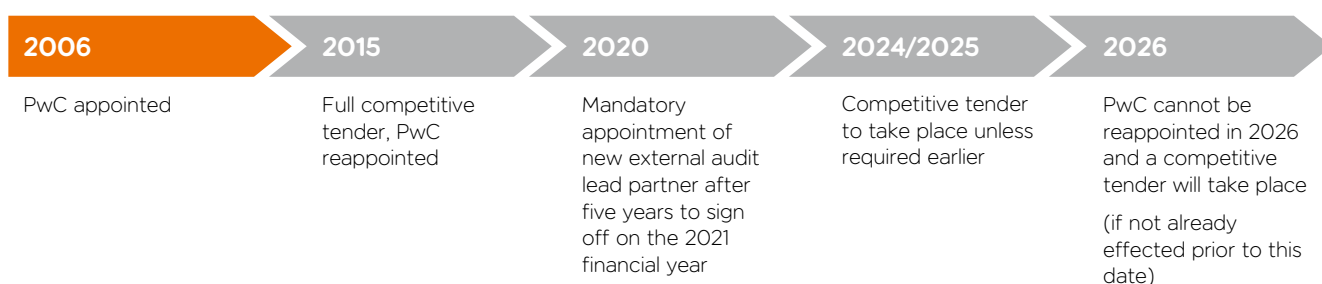 2006
PwC appointed
2015
Full competitive
tender, PwC
reappointed
2020
Mandatory
appointment of
new external audit
lead partner after
five years to sign
off on the 2021
financial year
2024/2025
Competitive tender
to take place unless
required earlier
2026
PwC cannot be
reappointed in 2026
and a competitive
tender will take place
(if not already
effected prior to this
date)